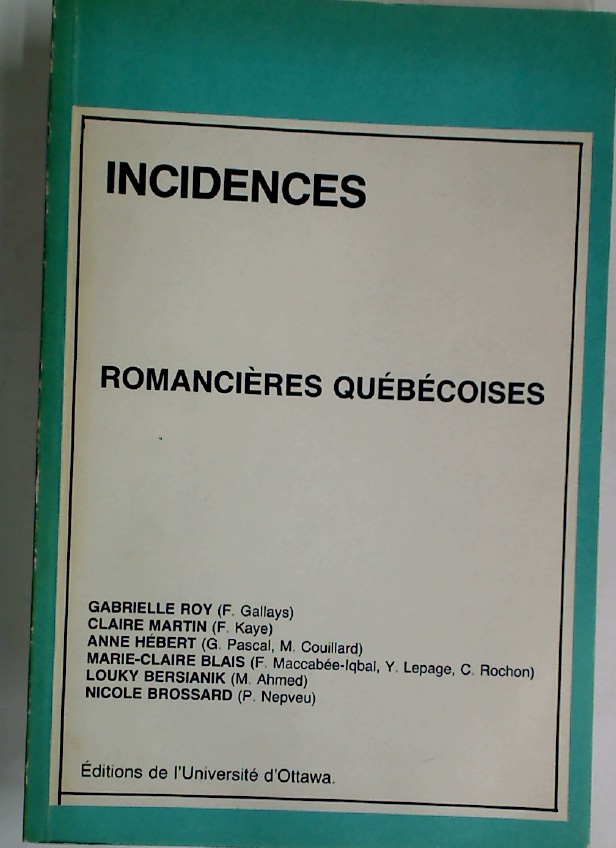 INCIDENCES
ROMANCIÈRES QUÉBÉCOISES
GABRIELLE ROY (F. Gallays)
CLAIRE MARTIN (F. Kaye)
ANNE HÉBERT (G. Pascal, M. Couillard)
MARIE-CLAIRE BLAIS (F. Maccabée-Iqbal, Y. Lepage, C. Rochon)
LOUKY BERSIANIK (M. Ahmed)
NICOLE BROSSARD (P. Nepveu)
Éditions de l'Université d'Ottawa.